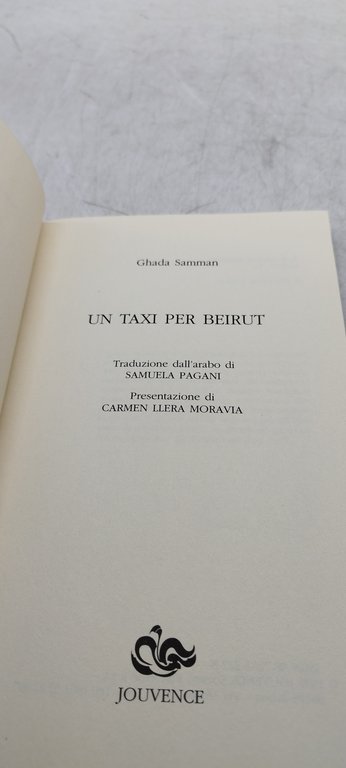 Ghada Samman
UN TAXI PER BEIRUT
Traduzione dall'arabo di
SAMUELA PAGANI
Presentazione di
CARMEN LLERA MORAVIA
JOUVENCE